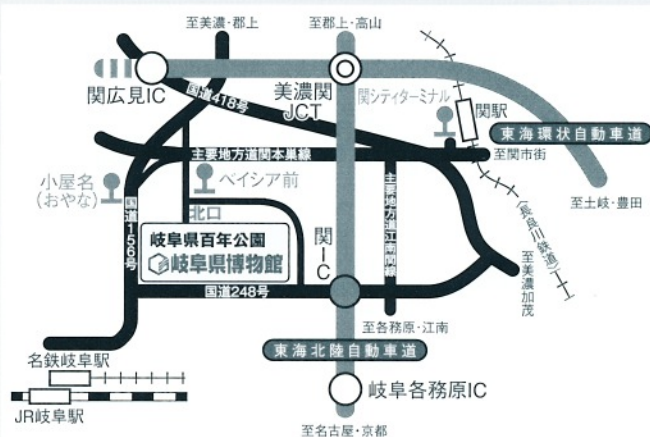 至美濃・郡上
至郡上・高山
関広見IC
国道418号
美濃関
JCT
関シティターミナル
関駅
東海環状自動車道
主要地方道関本巣線
至関市街
小屋名
(おやな)
ベイシア前
国道156号
北口
岐阜県百年公園
岐阜県博物館
関IC
主要地方道江南関線
(長良川鉄道)
至土岐・豊田
至美濃加茂
国道248号
至各務原・江南
東海北陸自動車道
名鉄岐阜駅
JR岐阜駅
岐阜各務原IC
至名古屋・京都